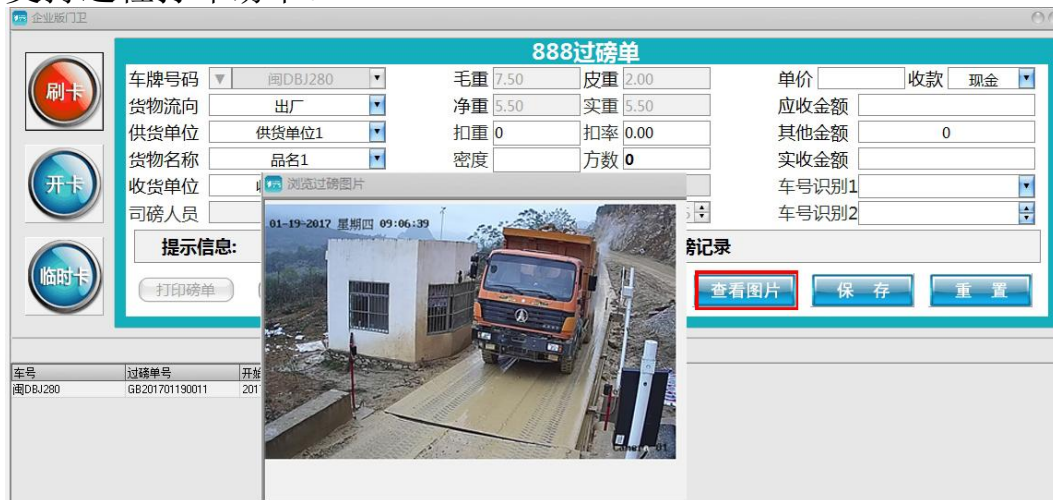 企业版门卫
888过磅单
刷卡
开卡
临时卡
车牌号码 闽DBJ280 毛重 7.50 皮重 2.00 单价 收款 现金
货物流向 出厂 净重 5.50 实重 5.50 应收金额
供货单位 供货单位1 扣重 0 扣率 0.00 其他金额 0
货物名称 品名1 密度 方数 0 实收金额
收货单位 车号识别1
司磅人员 车号识别2
提示信息: 磅记录
打印磅单 查看图片 保 存 重 置
浏览过磅图片
01-19-2017 星期四 09:06:39
Camera 01
车号 过磅单号 开始
闽DBJ280 GB201701190011 2017